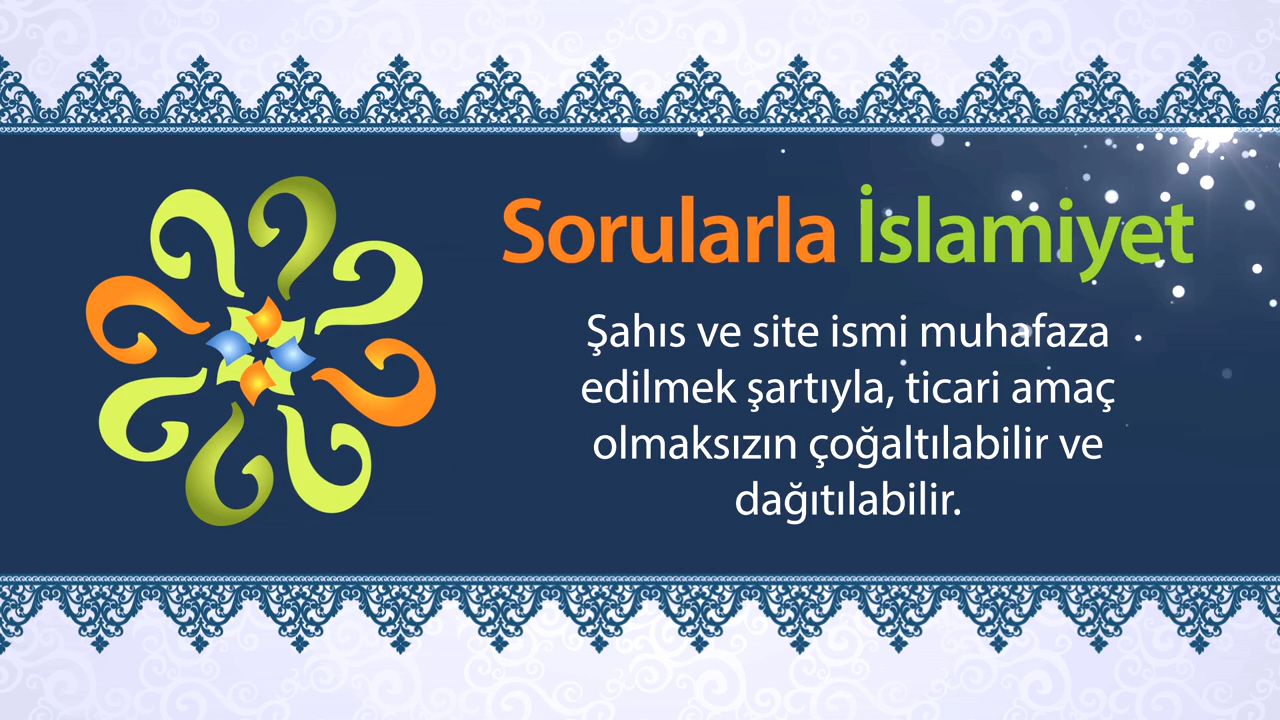 Sorularla İslamiyet
Şahıs ve site ismi muhafaza
edilmek şartıyla, ticari amaç
olmaksızın çoğaltılabilir ve
dağıtılabilir.